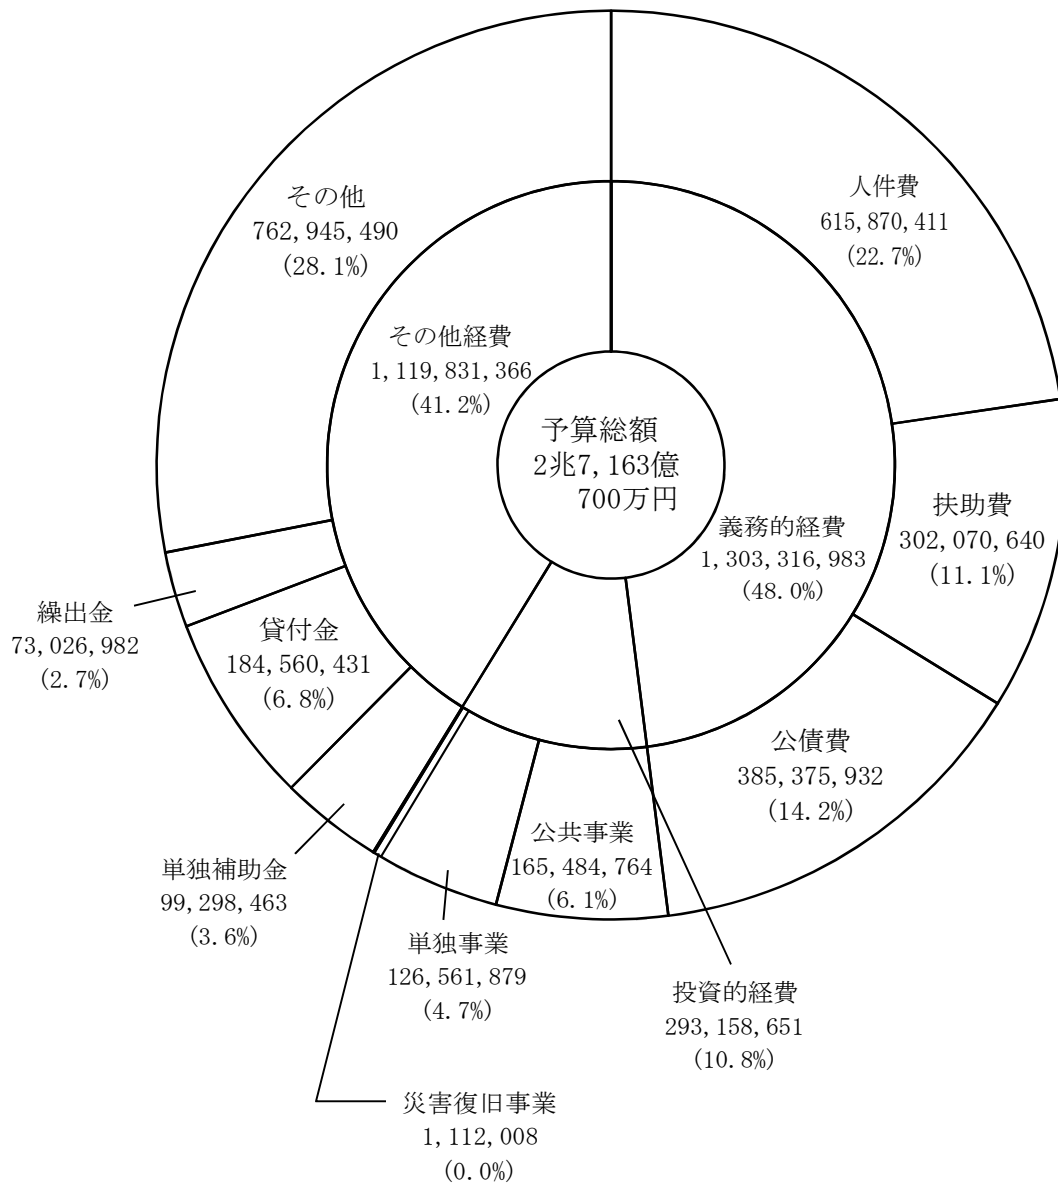 その他
762,945,490
(28.1%)
人件費
615,870,411
(22.7%)
その他経費
1,119,831,366
(41.2%)
予算総額
2兆7,163億
700万円
義務的経費
1,303,316,983
(48.0%)
扶助費
302,070,640
(11.1%)
繰出金
73,026,982
(2.7%)
貸付金
184,560,431
(6.8%)
公債費
385,375,932
(14.2%)
単独補助金
99,298,463
(3.6%)
公共事業
165,484,764
(6.1%)
単独事業
126,561,879
(4.7%)
投資的経費
293,158,651
(10.8%)
災害復旧事業
1,112,008
(0.0%)